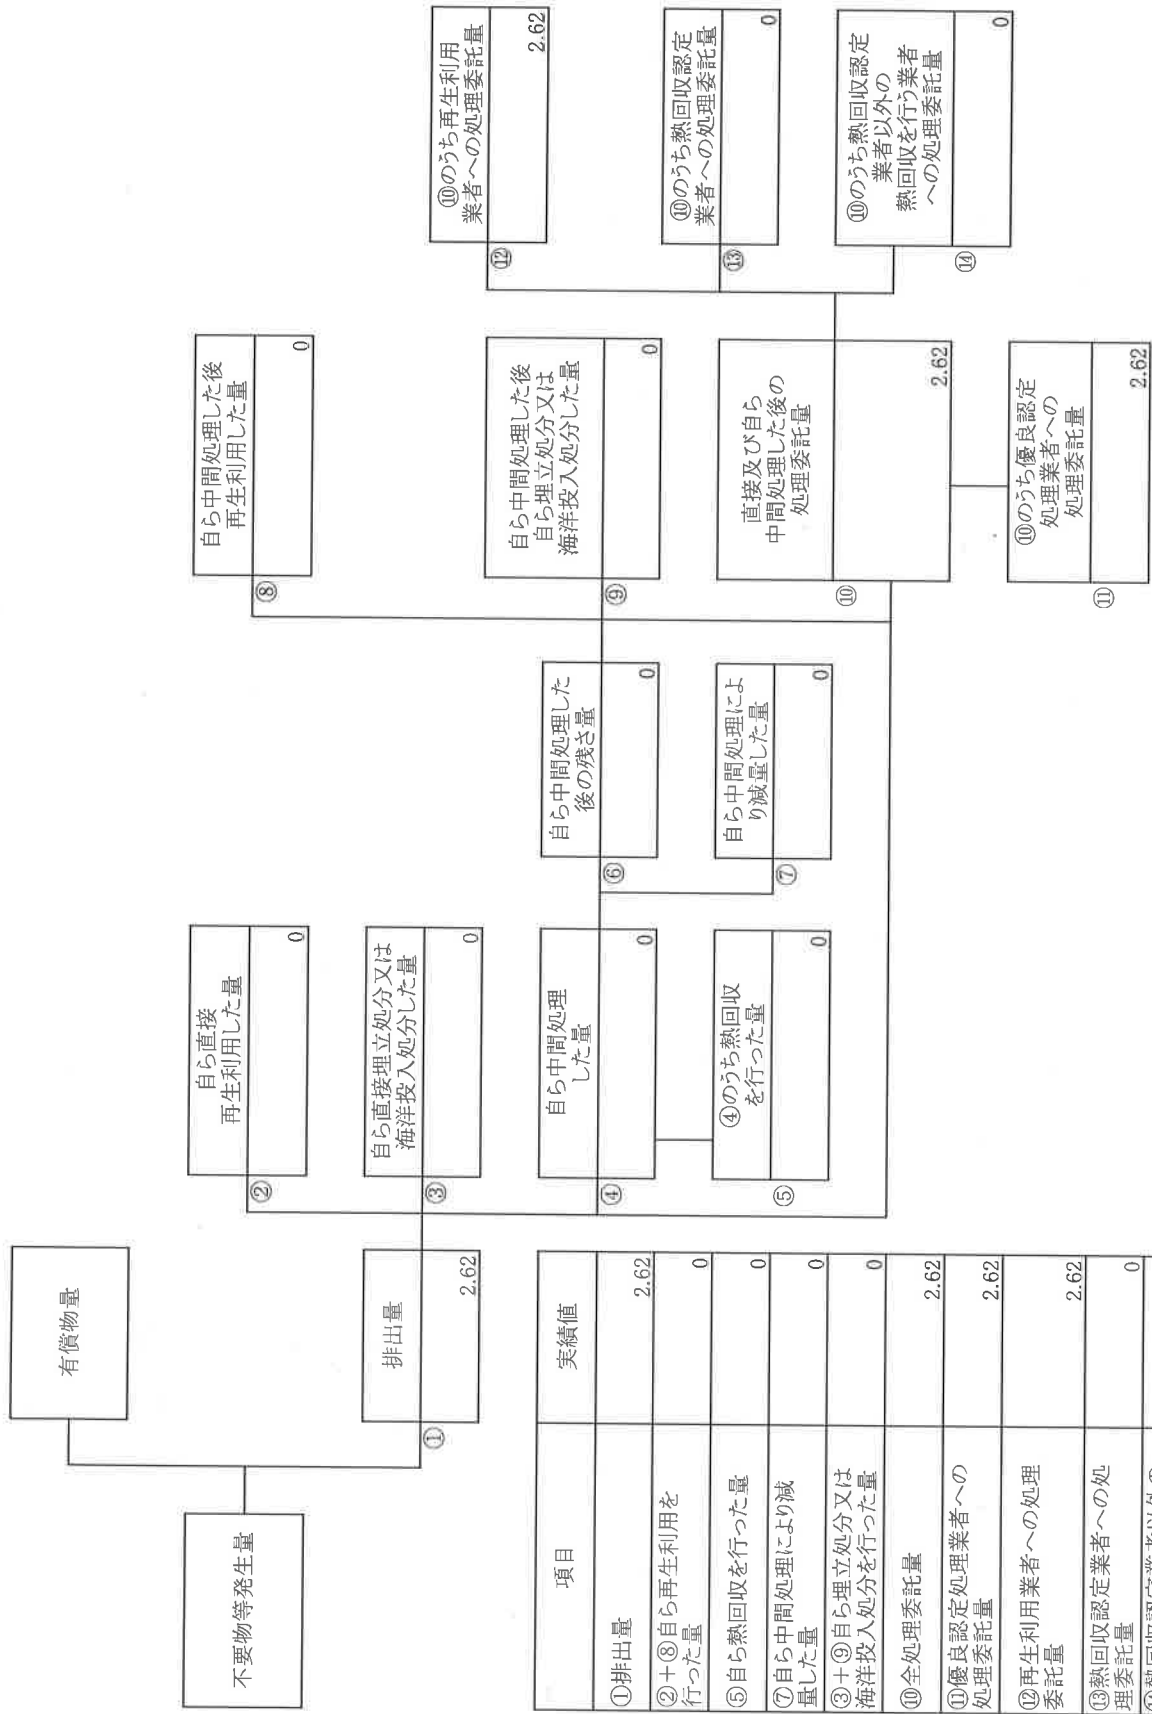 不要物等発生量
有償物量
①
排出量
2.62
②
自ら直接
再生利用した量
0
③
自ら直接埋立処分又は
海洋投入処分した量
0
④
自ら中間処理
した量
0
⑤
④のうち熱回収
を行った量
0
⑥
自ら中間処理した
後の残さ量
0
⑦
自ら中間処理によ
り減量した量
0
⑧
自ら中間処理した後
再生利用した量
0
⑨
自ら中間処理した後
自ら埋立処分又は
海洋投入処分した量
0
⑩
直接及び自ら
中間処理した後の
処理委託量
2.62
⑪
⑩のうち優良認定
処理業者への
処理委託量
2.62
⑫
⑩のうち再生利用
業者への処理委託量
2.62
⑬
⑩のうち熱回収認定
業者への処理委託量
0
⑭
⑩のうち熱回収認定
業者以外の
熱回収を行う業者
への処理委託量
0
項目 実績値
①排出量 2.62
②+⑧自ら再生利用を
行った量 0
⑤自ら熱回収を行った量 0
⑦自ら中間処理により減
量した量 0
③+⑨自ら埋立処分又は
海洋投入処分を行った量 0
⑩全処理委託量 2.62
⑪優良認定処理業者への
処理委託量 2.62
⑫再生利用業者への処理
委託量 2.62
⑬熱回収認定業者への処
理委託量 0
⑭熱回収認定業者以外の